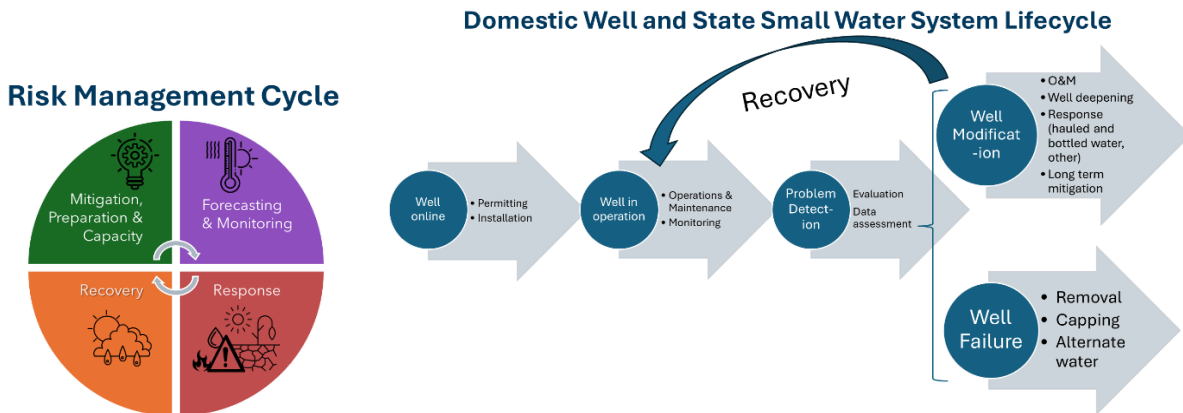 Domestic Well and State Small Water System Lifecycle
Risk Management Cycle
Mitigation,
Preparation &
Capacity
Forecasting
& Monitoring
Recovery
Response
Recovery
Well
online
• Permitting
• Installation
Well in
operation
• Operations &
Maintenance
• Monitoring
Problem
Detect-
ion
Evaluation
Data
assessment
Well
Modificat
-ion
• O&M
• Well deepening
• Response
(hauled and
bottled water,
other)
• Long term
mitigation
Well
Failure
• Removal
• Capping
• Alternate
water